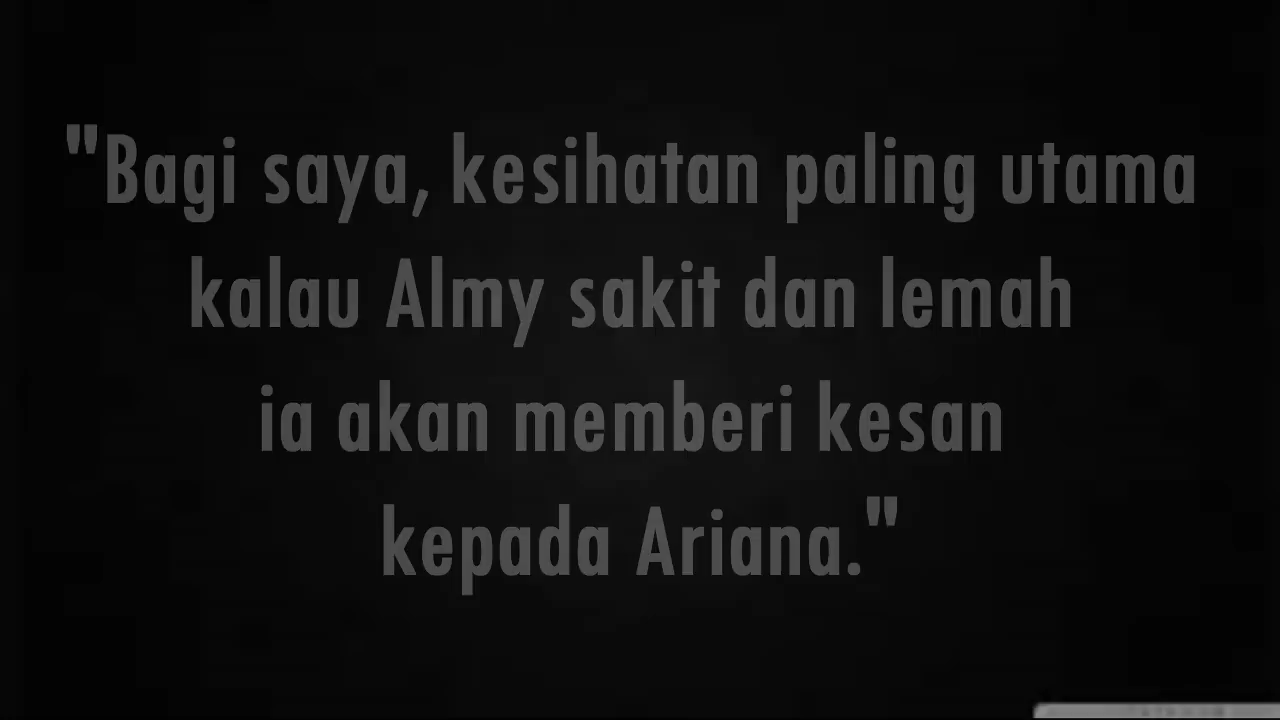 "Bagi saya, kesihatan paling utama
kalau Almy sakit dan lemah
ia akan memberi kesan
kepada Ariana."